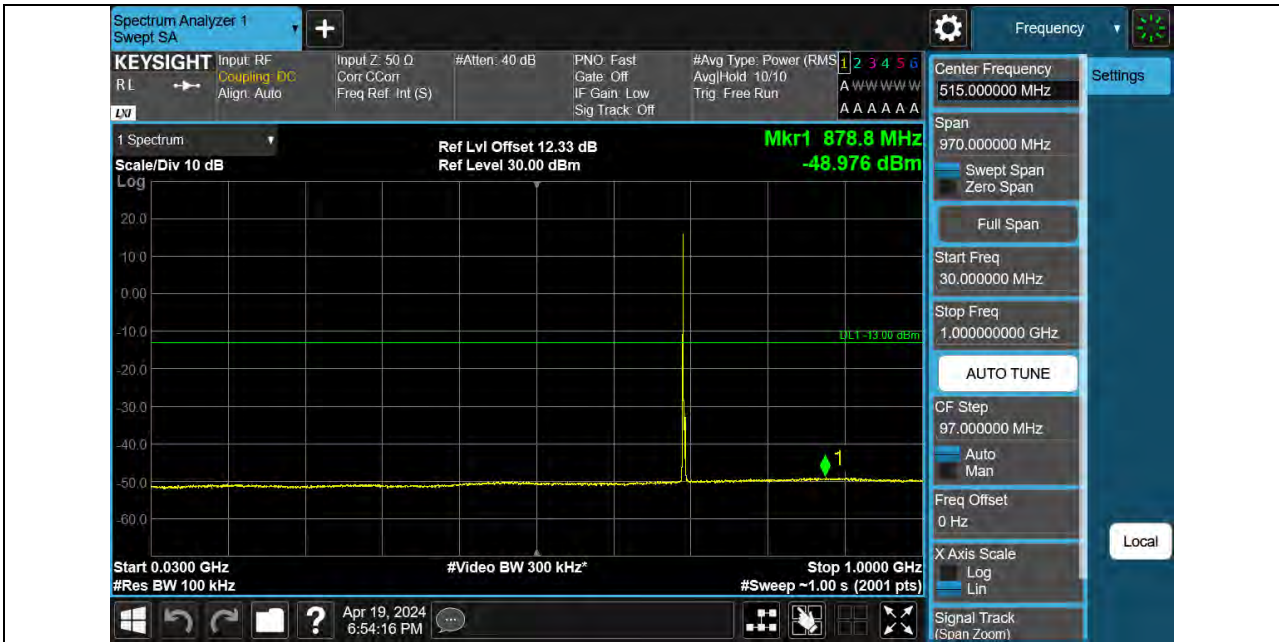 Spectrum Analyzer 1
Swept SA
Frequency
KEYSIGHT
RL
LXI
Input: RF
Coupling: DC
Align: Auto
Input Z: 50 Ω
Corr CCorr
Freq Ref: Int (S)
#Atten: 40 dB
PNO: Fast
Gate: Off
IF Gain: Low
Sig Track: Off
#Avg Type: Power (RMS
Avg|Hold: 10/10
Trig: Free Run
1 2 3 4 5 6
A W W W W W
A A A A A A
1 Spectrum
Scale/Div 10 dB
Log
Ref Lvl Offset 12.33 dB
Ref Level 30.00 dBm
Mkr1 878.8 MHz
-48.976 dBm
20.0
10.0
0.00
-10.0
-20.0
-30.0
-40.0
-50.0
-60.0
DL1 -13.00 dBm
1
Start 0.0300 GHz
#Res BW 100 kHz
#Video BW 300 kHz*
Stop 1.0000 GHz
#Sweep ~1.00 s (2001 pts)
?
Apr 19, 2024
6:54:16 PM
Center Frequency
515.000000 MHz
Span
970.000000 MHz
Swept Span
Zero Span
Full Span
Start Freq
30.000000 MHz
Stop Freq
1.000000000 GHz
AUTO TUNE
CF Step
97.000000 MHz
Auto
Man
Freq Offset
0 Hz
X Axis Scale
Log
Lin
Signal Track
(Span Zoom)
Settings
Local